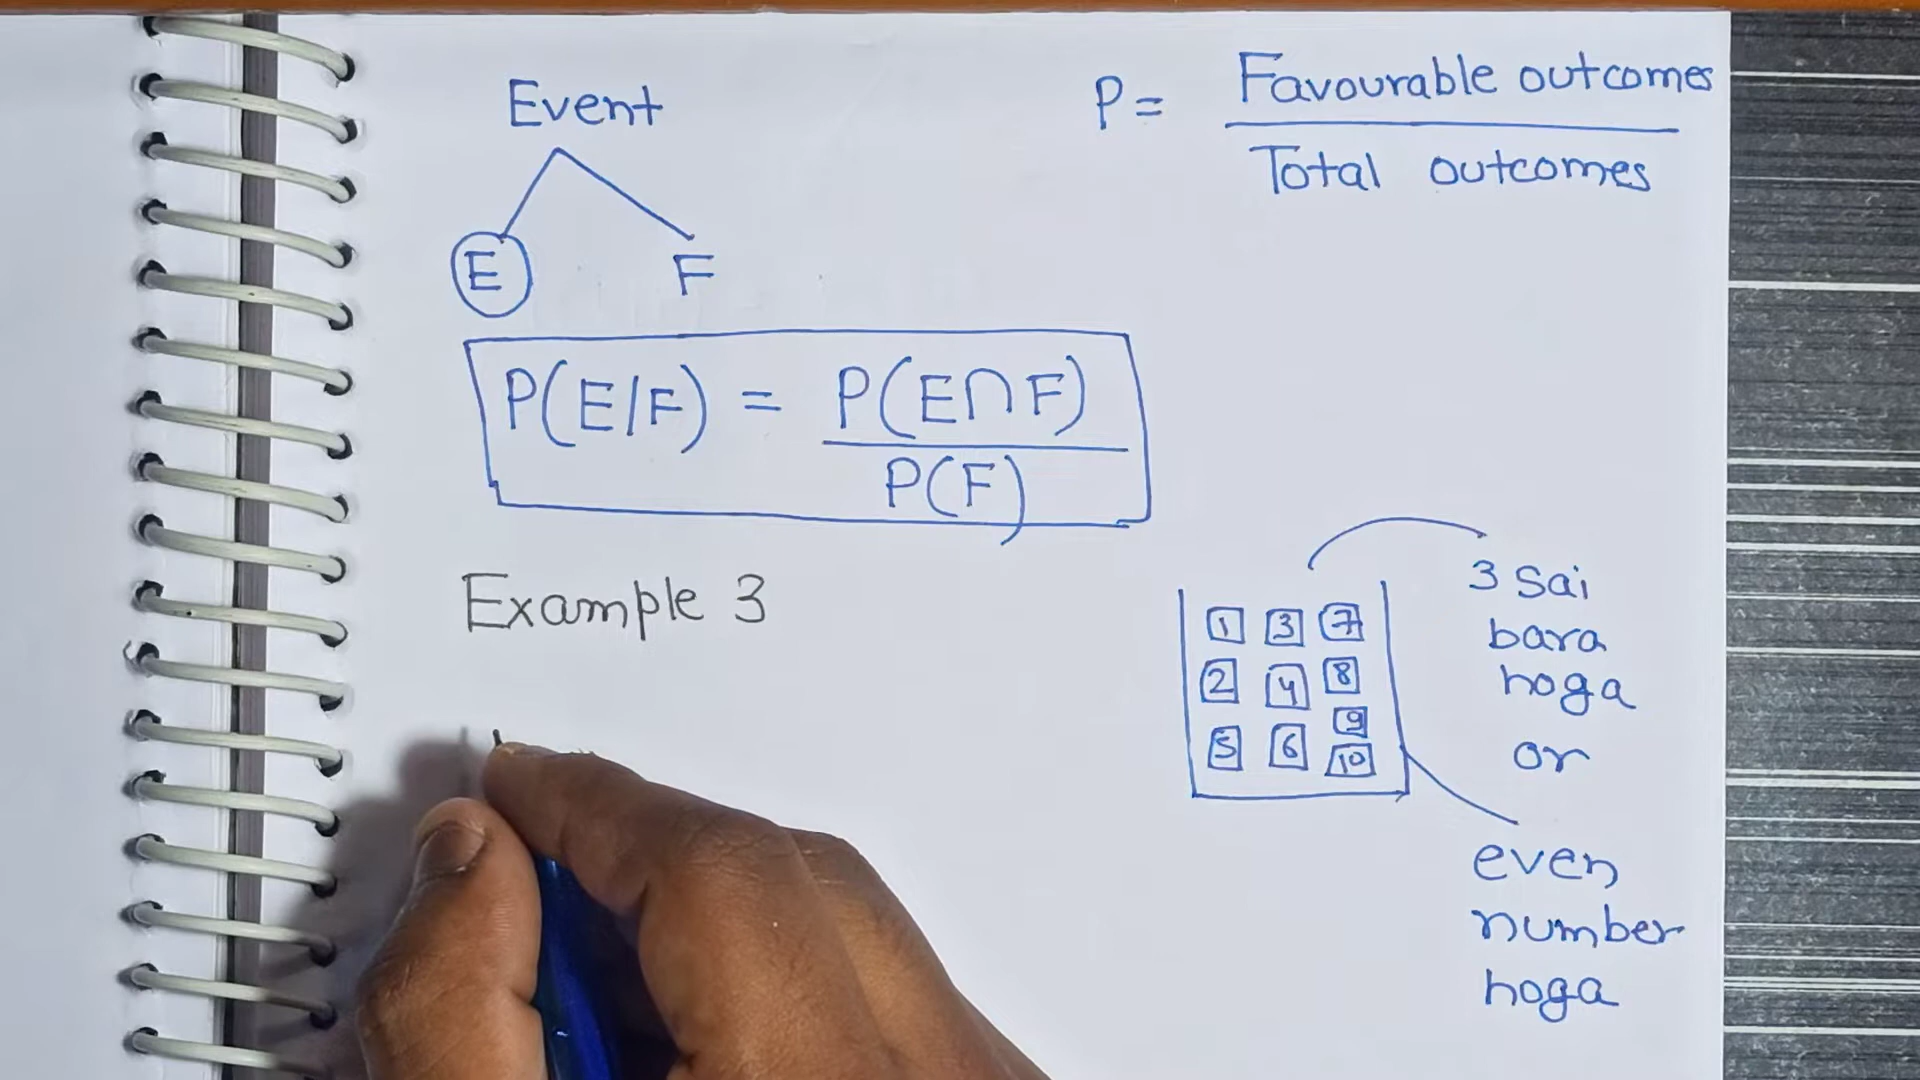 Event
P = Favourable outcomes
Total outcomes
E F
P(E/F) = P(E∩F)
P(F)
Example 3
1 3 7
2 4 8
9
5 6 10
3 Sai
bara
hoga
or
even
number
hoga